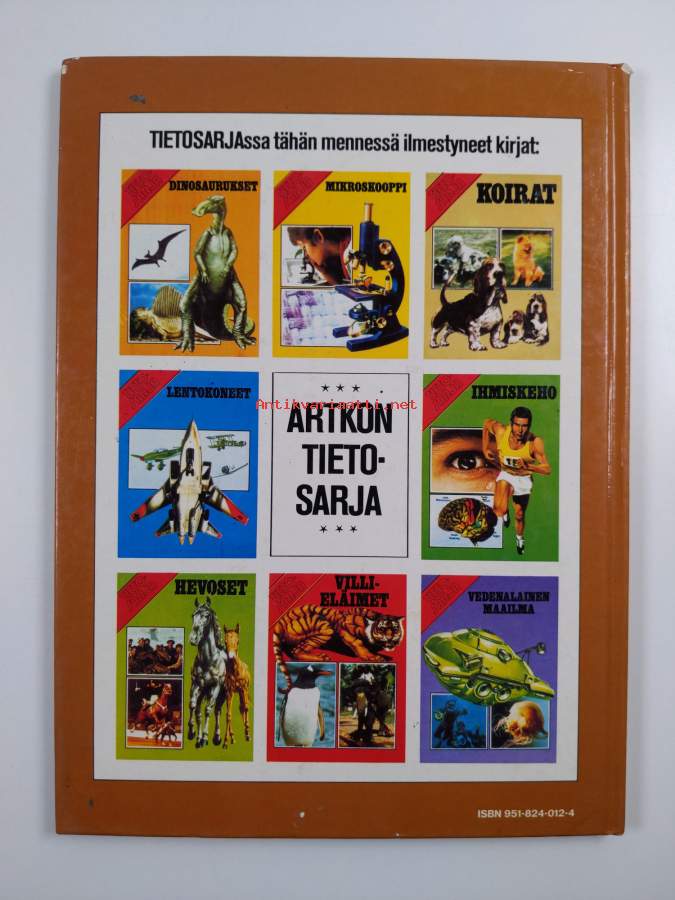 TIETOSARJAssa tähän mennessä ilmestyneet kirjat:
DINOSAURUKSET
MIKROSKOOPPI
KOIRAT
LENTOKONEET
Antikvariaatti.net
ARTKON
TIETO-
SARJA
IHMISKEHO
HEVOSET
VILLI-
ELÄIMET
VEDENALAINEN
MAAILMA
ISBN 951-824-012-4